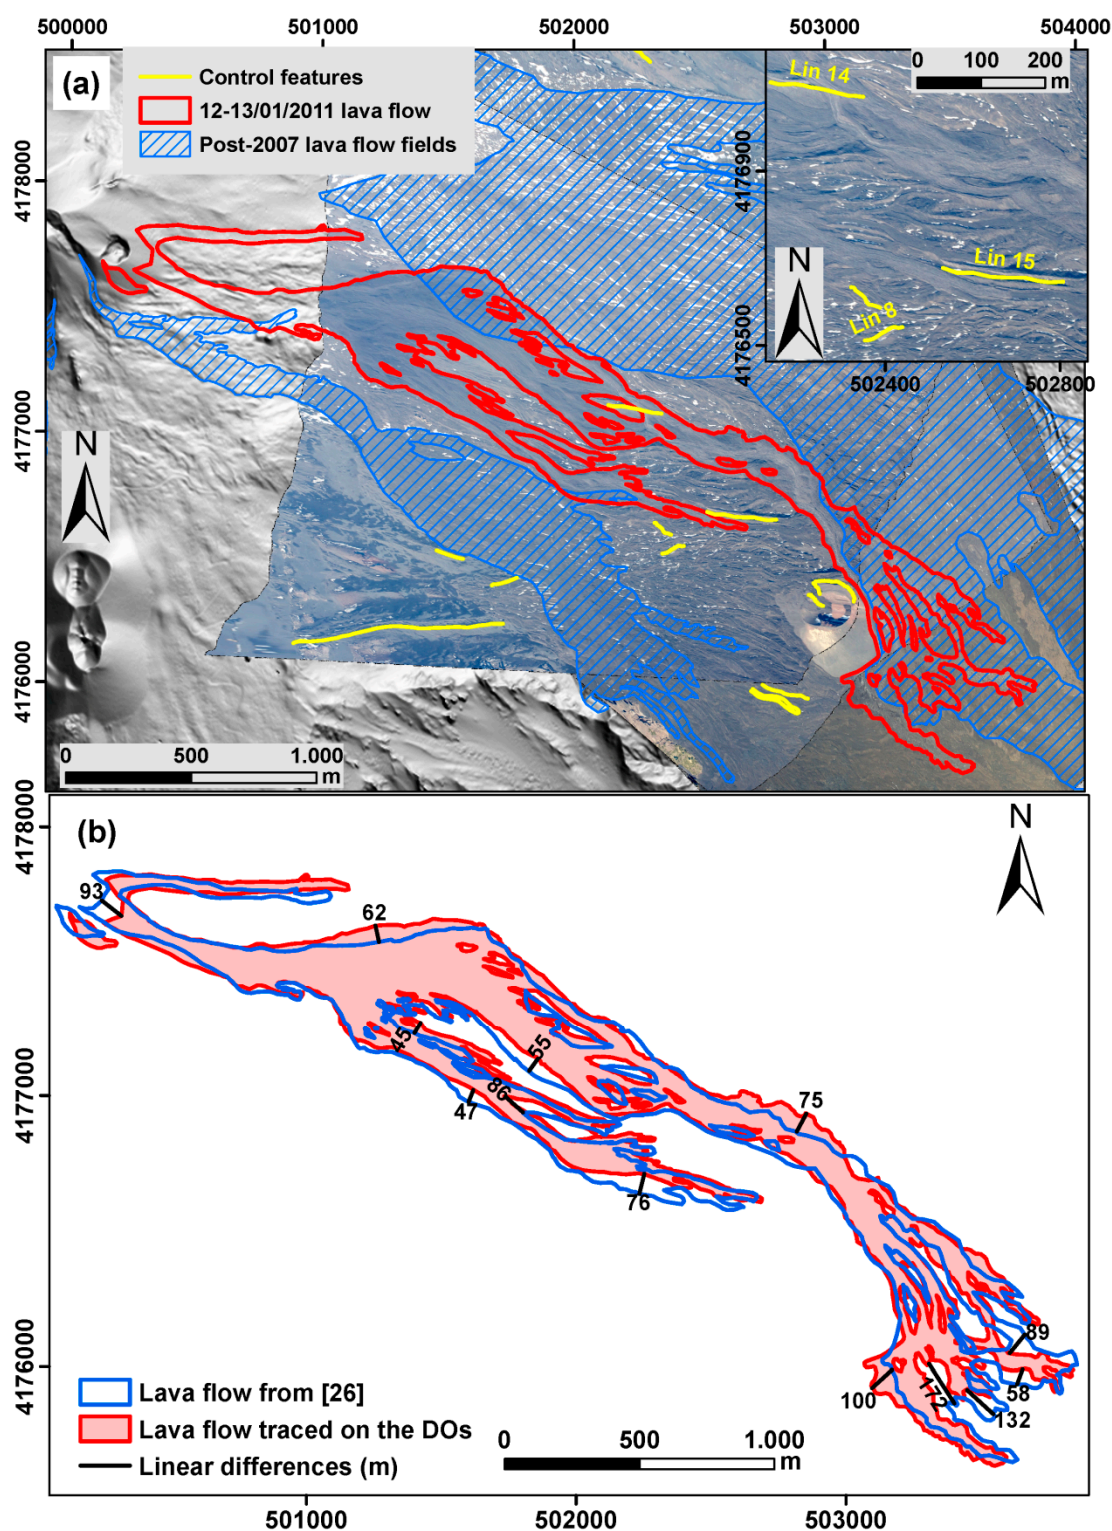 500000 501000 502000 503000 504000
(a)
Control features
12-13/01/2011 lava flow
Post-2007 lava flow fields
0 100 200
m
Lin 14
Lin 15
Lin 8
N
4176900
4176500
502400 502800
4178000
4177000
4176000
N
0 500 1.000
m
(b)
N
4178000
4177000
4176000
93
62
45
55
86
47
76
75
89
58
100
172
132
Lava flow from [26]
Lava flow traced on the DOs
Linear differences (m)
0 500 1.000
m
501000 502000 503000